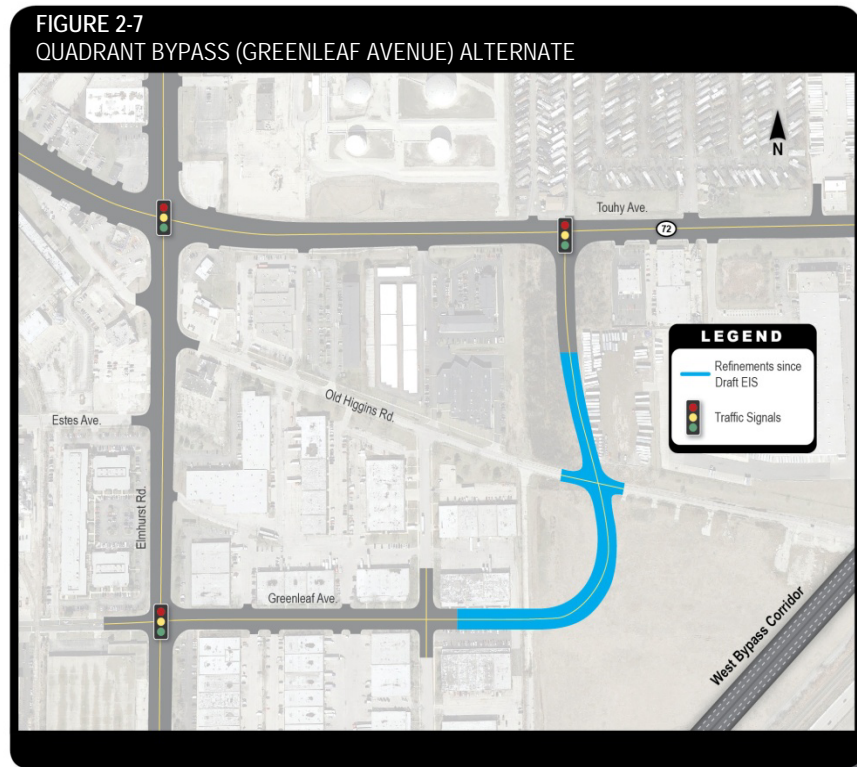 FIGURE 2-7
QUADRANT BYPASS (GREENLEAF AVENUE) ALTERNATE
N
Touhy Ave.
72
LEGEND
Refinements since
Draft EIS
Traffic Signals
Old Higgins Rd.
Estes Ave.
Elmhurst Rd.
Greenleaf Ave.
West Bypass Corridor